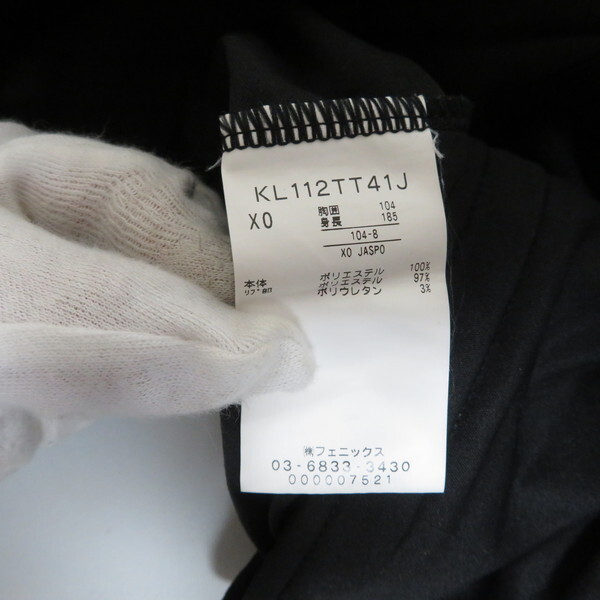 KL112TT41J
XO 胸囲 104
身長 185
104-8
XO JASPO
本体 ポリエステル 100%
リブ部 ポリエステル 97%
ポリウレタン 3%
㈱フェニックス
03-6833-3430
0000007521